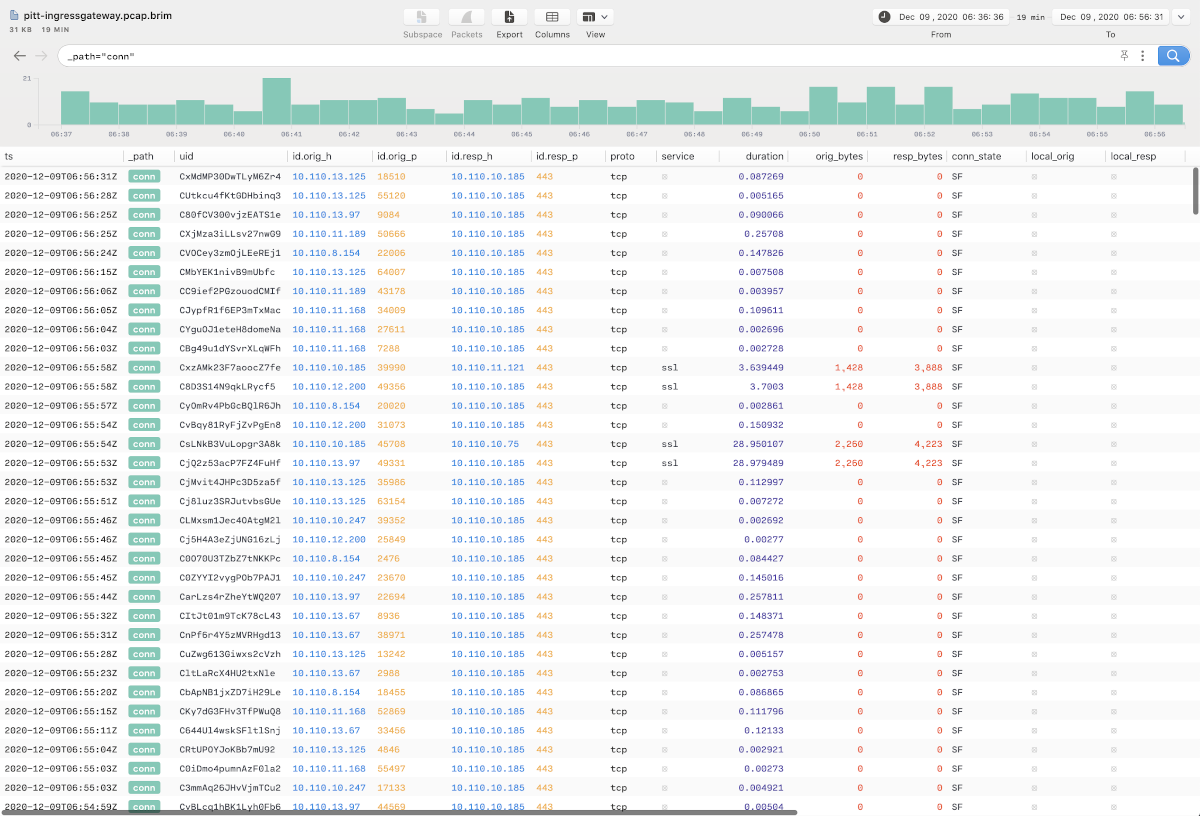 pitt-ingressgateway.pcap.brim
31 KB 19 MIN
Subspace Packets Export Columns View
Dec 09 , 2020 06: 36: 36 19 min Dec 09 , 2020 06: 56: 31
From To
_path="conn"
21
0
06:37 06:38 06:39 06:40 06:41 06:42 06:43 06:44 06:45 06:46 06:47 06:48 06:49 06:50 06:51 06:52 06:53 06:54 06:55 06:56
ts _path uid id.orig_h id.orig_p id.resp_h id.resp_p proto service duration orig_bytes resp_bytes conn_state local_orig local_resp
2020-12-09T06:56:31Z conn CxMdMP30DwTLyM6Zr4 10.110.13.125 18510 10.110.10.185 443 tcp 0.087269 0 0 SF
2020-12-09T06:56:28Z conn CUtkcu4fKtGDHbinq3 10.110.13.125 55120 10.110.10.185 443 tcp 0.005165 0 0 SF
2020-12-09T06:56:25Z conn C80fCV300vjzEATS1e 10.110.13.97 9084 10.110.10.185 443 tcp 0.090066 0 0 SF
2020-12-09T06:56:25Z conn CXjMza3iLLsv27nwG9 10.110.11.189 50666 10.110.10.185 443 tcp 0.25708 0 0 SF
2020-12-09T06:56:24Z conn CVOCey3zmOjLEeREj1 10.110.8.154 22006 10.110.10.185 443 tcp 0.147826 0 0 SF
2020-12-09T06:56:15Z conn CMbYEK1nivB9mUbfc 10.110.13.125 64007 10.110.10.185 443 tcp 0.007508 0 0 SF
2020-12-09T06:56:06Z conn CC9ief2PGzouodCMIf 10.110.11.189 43178 10.110.10.185 443 tcp 0.003957 0 0 SF
2020-12-09T06:56:05Z conn CJypfR1f6EP3mTxMac 10.110.11.168 34009 10.110.10.185 443 tcp 0.109611 0 0 SF
2020-12-09T06:56:04Z conn CYguOJ1eteH8domeNa 10.110.11.168 27611 10.110.10.185 443 tcp 0.002696 0 0 SF
2020-12-09T06:56:03Z conn CBg49u1dYSvrXLqWFh 10.110.11.168 7288 10.110.10.185 443 tcp 0.002728 0 0 SF
2020-12-09T06:55:58Z conn CxzAMk23F7aoocZ7fe 10.110.10.185 39990 10.110.11.121 443 tcp ssl 3.639449 1,428 3,888 SF
2020-12-09T06:55:58Z conn C8D3S14N9qkLRycf5 10.110.12.200 49356 10.110.10.185 443 tcp ssl 3.7003 1,428 3,888 SF
2020-12-09T06:55:57Z conn CyOmRv4PbGcBQlR6Jh 10.110.8.154 20020 10.110.10.185 443 tcp 0.002861 0 0 SF
2020-12-09T06:55:54Z conn CvBqy81RyFjZvPgEn8 10.110.12.200 31073 10.110.10.185 443 tcp 0.150932 0 0 SF
2020-12-09T06:55:54Z conn CsLNkB3VuLopgr3A8k 10.110.10.185 45708 10.110.10.75 443 tcp ssl 28.950107 2,260 4,223 SF
2020-12-09T06:55:53Z conn CjQ2z53acP7FZ4FuHf 10.110.13.97 49331 10.110.10.185 443 tcp ssl 28.979489 2,260 4,223 SF
2020-12-09T06:55:53Z conn CjMvit4JHPc3D5za5f 10.110.13.125 35986 10.110.10.185 443 tcp 0.112997 0 0 SF
2020-12-09T06:55:51Z conn Cj8luz3SRJutvbsGUe 10.110.13.125 63154 10.110.10.185 443 tcp 0.007272 0 0 SF
2020-12-09T06:55:46Z conn CLMxsm1Jec4OAtgM2l 10.110.10.247 39352 10.110.10.185 443 tcp 0.002692 0 0 SF
2020-12-09T06:55:46Z conn Cj5H4A3eZjUNG16zLj 10.110.12.200 25849 10.110.10.185 443 tcp 0.00277 0 0 SF
2020-12-09T06:55:45Z conn C0O70U3TZbZ7tNKKPc 10.110.8.154 2476 10.110.10.185 443 tcp 0.084427 0 0 SF
2020-12-09T06:55:45Z conn C0ZYYI2vygPOb7PAJ1 10.110.10.247 23670 10.110.10.185 443 tcp 0.145016 0 0 SF
2020-12-09T06:55:44Z conn CarLzs4rZheYtWQ207 10.110.13.97 22694 10.110.10.185 443 tcp 0.257811 0 0 SF
2020-12-09T06:55:32Z conn CItJt01m9TcK78cL43 10.110.13.67 8936 10.110.10.185 443 tcp 0.148371 0 0 SF
2020-12-09T06:55:31Z conn CnPf6r4Y5zMVRHgd13 10.110.13.67 38971 10.110.10.185 443 tcp 0.257478 0 0 SF
2020-12-09T06:55:28Z conn CuZwg613Giwxs2cVzh 10.110.13.125 13242 10.110.10.185 443 tcp 0.005157 0 0 SF
2020-12-09T06:55:23Z conn CltLaRcX4HU2txNle 10.110.13.67 2988 10.110.10.185 443 tcp 0.002753 0 0 SF
2020-12-09T06:55:20Z conn CbApNB1jxZD7iH29Le 10.110.8.154 18455 10.110.10.185 443 tcp 0.086865 0 0 SF
2020-12-09T06:55:15Z conn CKy7dG3FHv3TfPWuQ8 10.110.11.168 52869 10.110.10.185 443 tcp 0.111796 0 0 SF
2020-12-09T06:55:11Z conn C644Ul4wskSFltlSnj 10.110.13.67 33456 10.110.10.185 443 tcp 0.12133 0 0 SF
2020-12-09T06:55:04Z conn CRtUPOYJoKBb7mU92 10.110.13.125 4846 10.110.10.185 443 tcp 0.002921 0 0 SF
2020-12-09T06:55:03Z conn C0iDmo4pumnAzF0la2 10.110.11.168 55497 10.110.10.185 443 tcp 0.00273 0 0 SF
2020-12-09T06:55:03Z conn C3mmAq26JHvVjmTCu2 10.110.10.247 17133 10.110.10.185 443 tcp 0.004921 0 0 SF
2020-12-09T06:54:59Z conn CvBLcq1hBK1Lyh0Fb6 10.110.13.97 44569 10.110.10.185 443 tcp 0.00504 0 0 SF